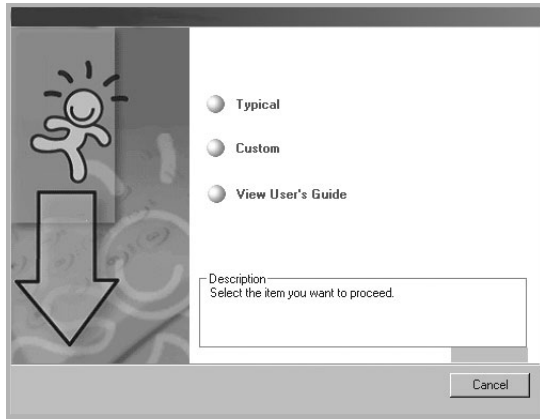 Typical
Custom
View User's Guide
Description
Select the item you want to proceed.
Cancel